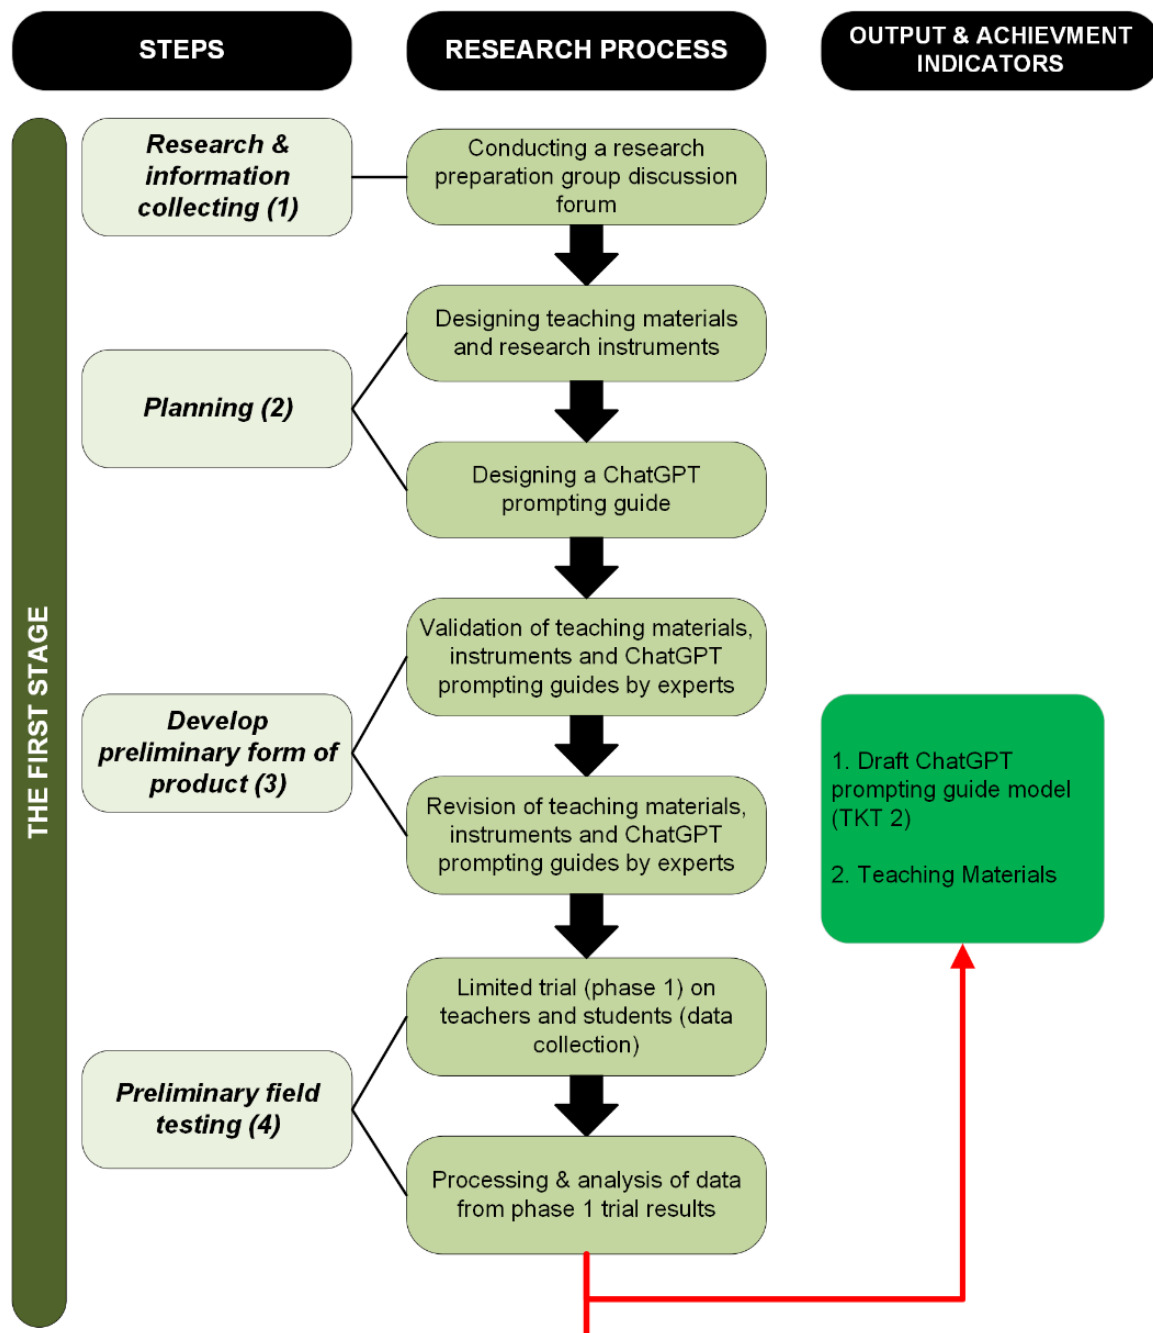 STEPS
RESEARCH PROCESS
OUTPUT & ACHIEVMENT
INDICATORS
THE FIRST STAGE
Research &
information
collecting (1)
Conducting a research
preparation group discussion
forum
Planning (2)
Designing teaching materials
and research instruments
Designing a ChatGPT
prompting guide
Develop
preliminary form of
product (3)
Validation of teaching materials,
instruments and ChatGPT
prompting guides by experts
Revision of teaching materials,
instruments and ChatGPT
prompting guides by experts
1. Draft ChatGPT
prompting guide model
(TKT 2)
2. Teaching Materials
Preliminary field
testing (4)
Limited trial (phase 1) on
teachers and students (data
collection)
Processing & analysis of data
from phase 1 trial results